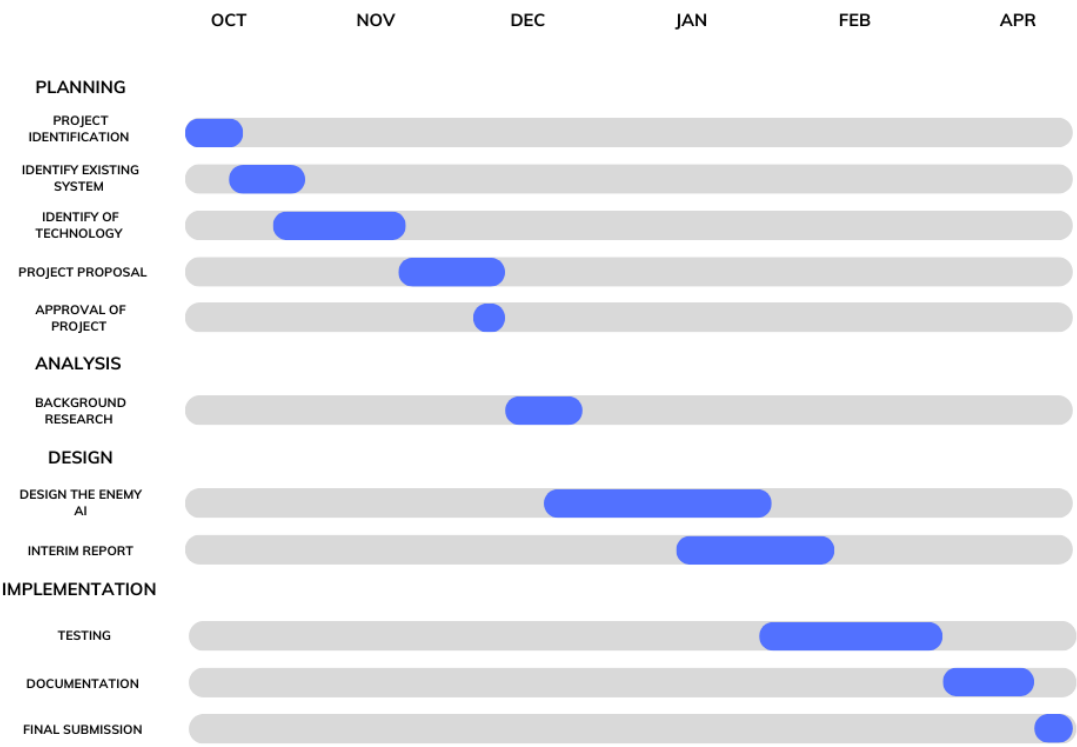 OCT NOV DEC JAN FEB APR
PLANNING
PROJECT
IDENTIFICATION
IDENTIFY EXISTING
SYSTEM
IDENTIFY OF
TECHNOLOGY
PROJECT PROPOSAL
APPROVAL OF
PROJECT
ANALYSIS
BACKGROUND
RESEARCH
DESIGN
DESIGN THE ENEMY
AI
INTERIM REPORT
IMPLEMENTATION
TESTING
DOCUMENTATION
FINAL SUBMISSION